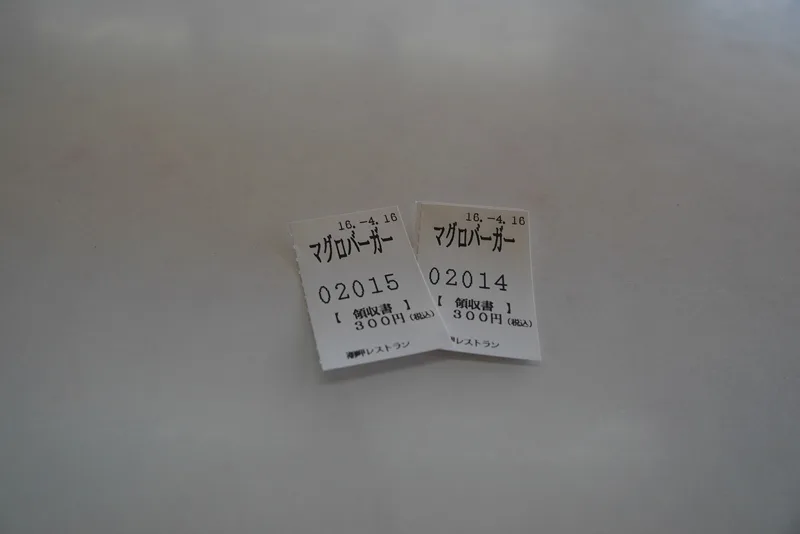 16.-4.16
マグロバーガー
02015
【 領収書 】
300円(税込)
レストラン
16.-4.16
マグロバーガー
02014
【 領収書 】
300円(税込)
レストラン